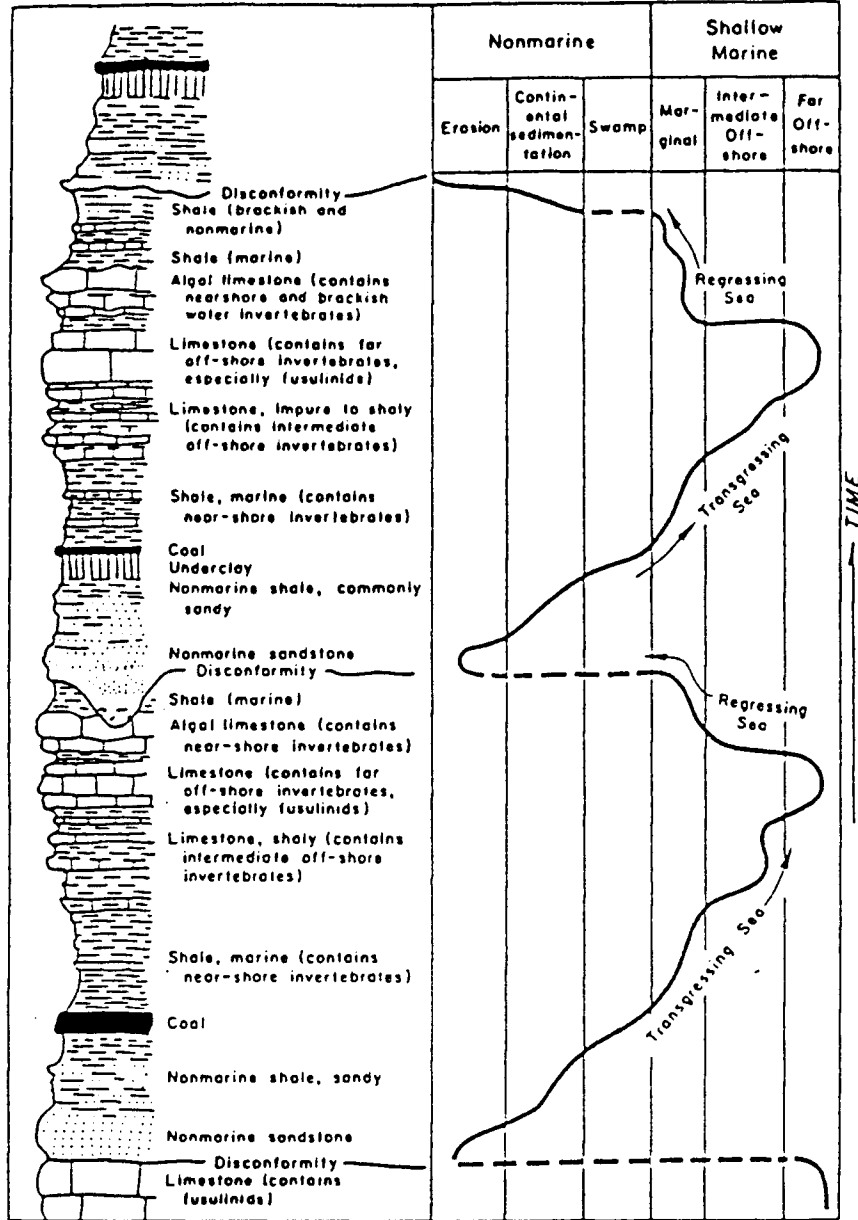 Nonmarine
Shallow
Marine
Erosion
Contin-
ental
sedimen-
tation
Swamp
Mar-
ginal
Inter-
mediate
Off-
shore
Far
Off-
shore
Disconformity
Shale (brackish and
nonmarine)
Shale (marine)
Algal limestone (contains
nearshore and brackish
water invertebrates)
Limestone (contains far
off-shore invertebrates,
especially fusulinids)
Limestone, Impure to shaly
(contains intermediate
off-shore invertebrates)
Shale, marine (contains
near-shore invertebrates)
Coal
Underclay
Nonmarine shale, commonly
sandy
Nonmarine sandstone
Disconformity
Shale (marine)
Algal limestone (contains
near-shore invertebrates)
Limestone (contains far
off-shore invertebrates,
especially fusulinids)
Limestone, shaly (contains
intermediate off-shore
invertebrates)
Shale, marine (contains
near-shore invertebrates)
Coal
Nonmarine shale, sandy
Nonmarine sandstone
Disconformity
Limestone (contains
fusulinids)
Regressing
Sea
Transgressing
Sea
Regressing
Sea
Transgressing Sea
TIME